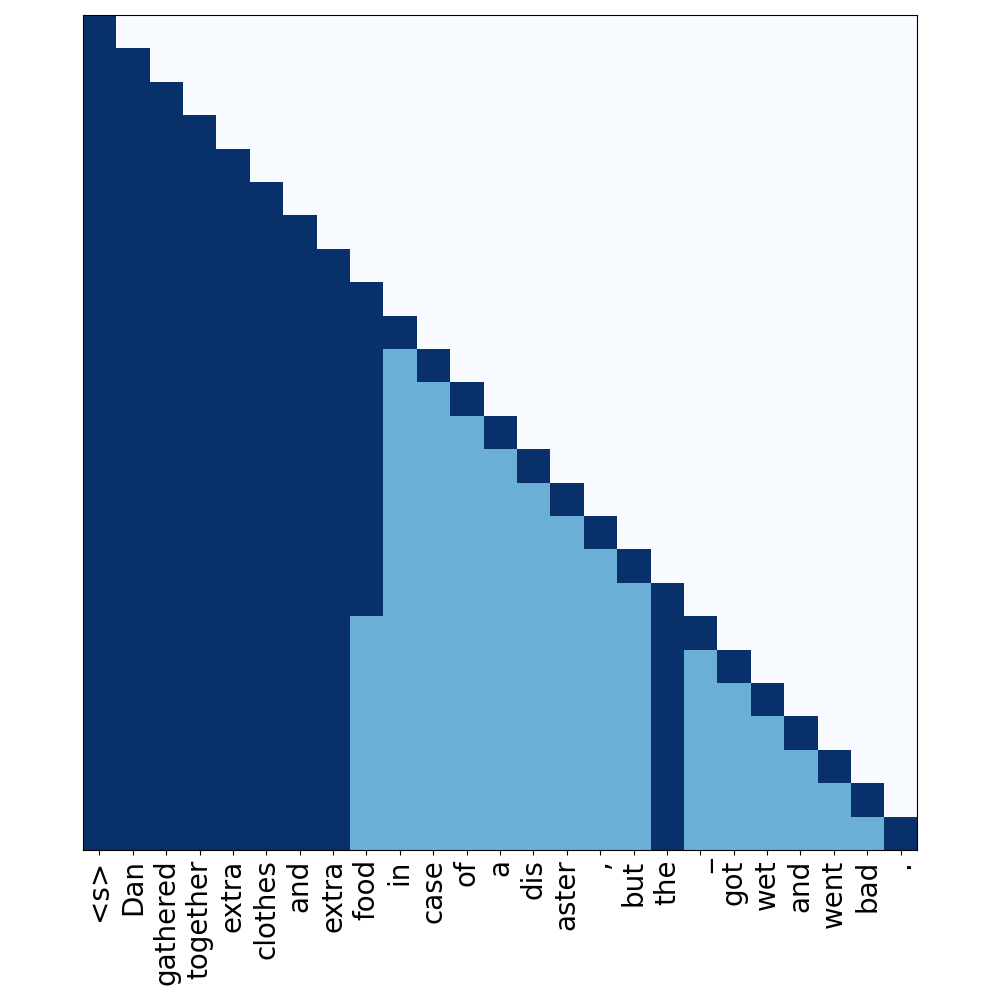 <s>
Dan
gathered
together
extra
clothes
and
extra
food
in
case
of
a
dis
aster
,
but
the
_
got
wet
and
went
bad
.